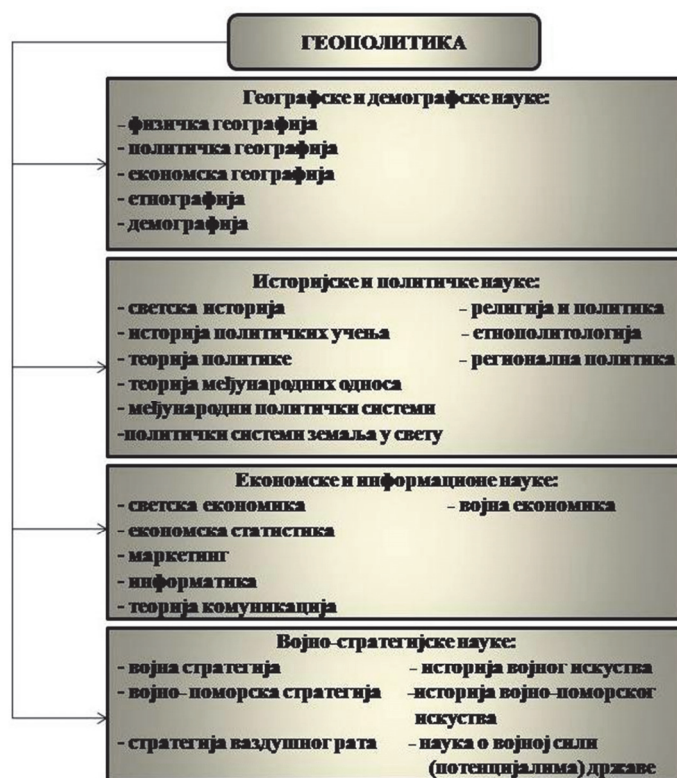 ГЕОПОЛИТИКА
Географске и демографске науке:
- физичка географија
- политичка географија
- економска географија
- етнографија
- демографија
Историјске и политичке науке:
- светска историја
- историја политичких учења
- теорија политике
- теорија међународних односа
- међународни политички системи
-политички системи земаља у свету
- религија и политика
- етнополитологија
- регионална политика
Економске и информационе науке:
- светска економика
- економска статистика
- маркетинг
- информатика
- теорија комуникација
- војна економика
Војно-стратегијске науке:
- војна стратегија
- војно- поморска стратегија
- стратегија ваздушног рата
- историја војног искуства
-историја војно-поморског
искуства
- наука о војној сили
(потенцијалима) државе